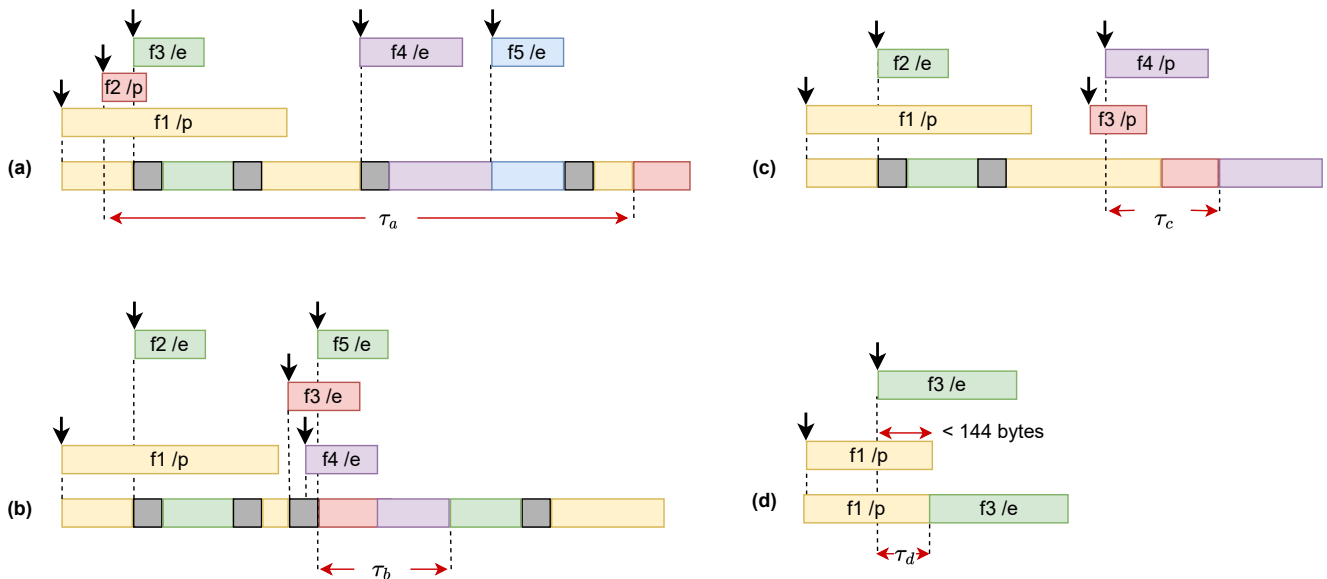 f3 /e
f4 /e
f5 /e
f2 /p
f1 /p
(a)
τa
f2 /e
f4 /p
f1 /p
f3 /p
(c)
τc
f2 /e
f5 /e
f3 /e
f1 /p
f4 /e
(b)
τb
f3 /e
< 144 bytes
f1 /p
(d)
f1 /p
f3 /e
τd